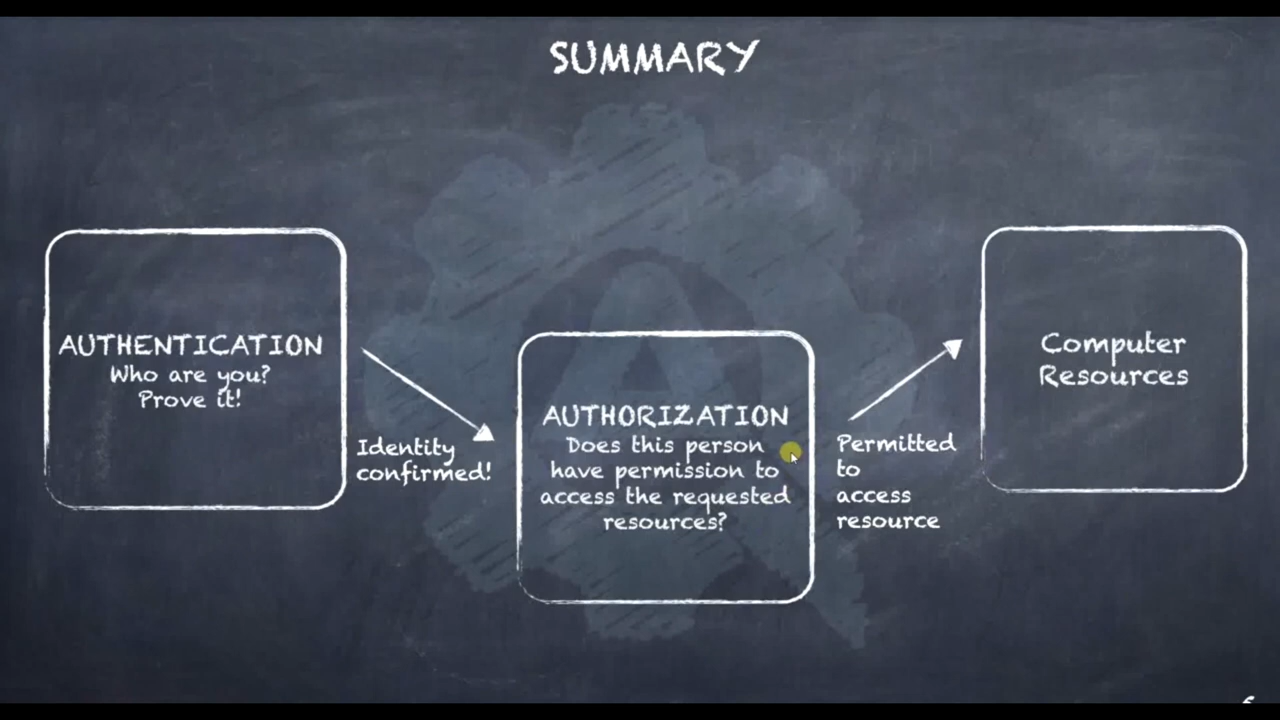 SUMMARY
AUTHENTICATION
Who are you?
Prove it!
Identity
confirmed!
AUTHORIZATION
Does this person
have permission to
access the requested
resources?
Permitted
to
access
resource
Computer
Resources